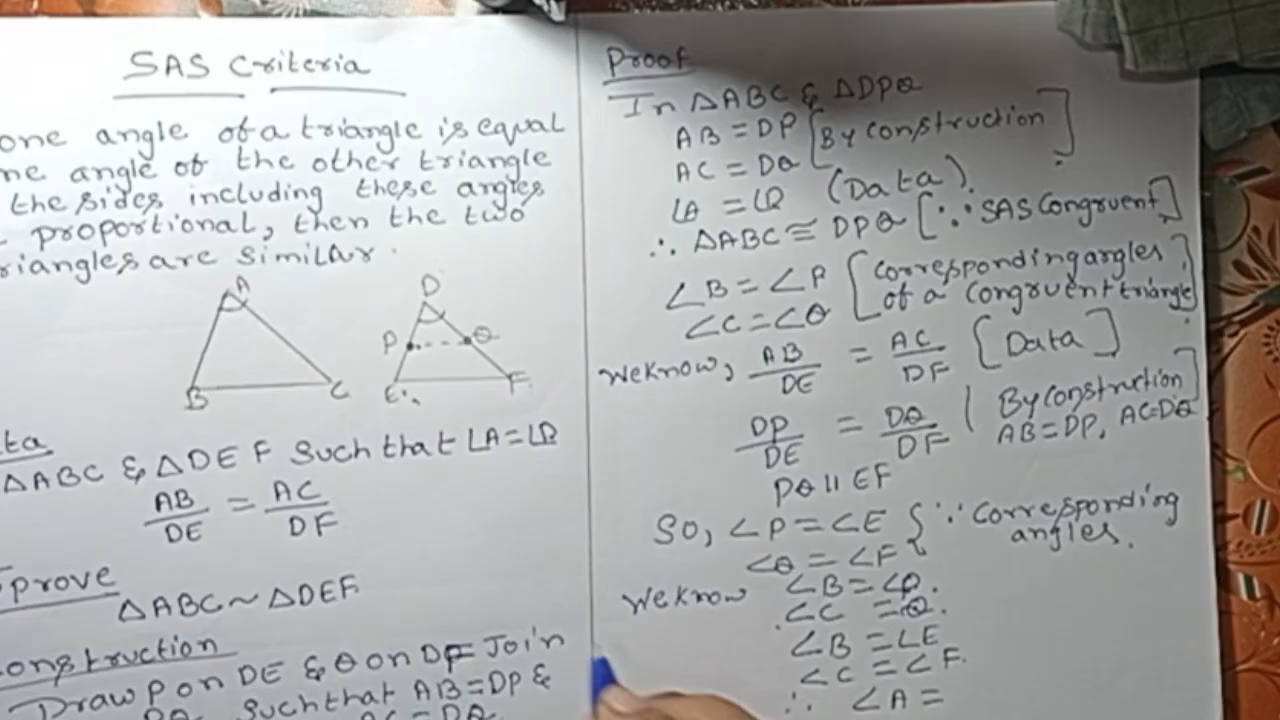 SAS Criteria
one angle of a triangle is equal
ne angle of the other triangle
the sides including these angles
proportional, then the two
riangles are similar.
A
D
P
Q
B
C
E
F
ta
ΔABC & ΔDEF Such that ∠A=∠D
AB/DE = AC/DF
prove
ΔABC ~ ΔDEF
onstruction
Draw P on DE & Q on DF Join
PQ such that AB=DP &
AC=DQ
Proof
In ΔABC & ΔDPQ
AB = DP [By construction]
AC = DQ
∠A = ∠D (Data).
∴ ΔABC ≅ DPQ [∵ SAS Congruent]
∠B = ∠P [Corresponding angles
∠C = ∠Q of a Congruent triangle]
We know, AB/DE = AC/DF [Data]
DP/DE = DQ/DF ( By construction
AB=DP, AC=DQ]
PQ || EF
So, ∠P = ∠E { ∵ Corresponding
∠Q = ∠F angles.
We know ∠B = ∠P.
∠C = Q.
∠B = ∠E
∠C = ∠F.
∴ ∠A =